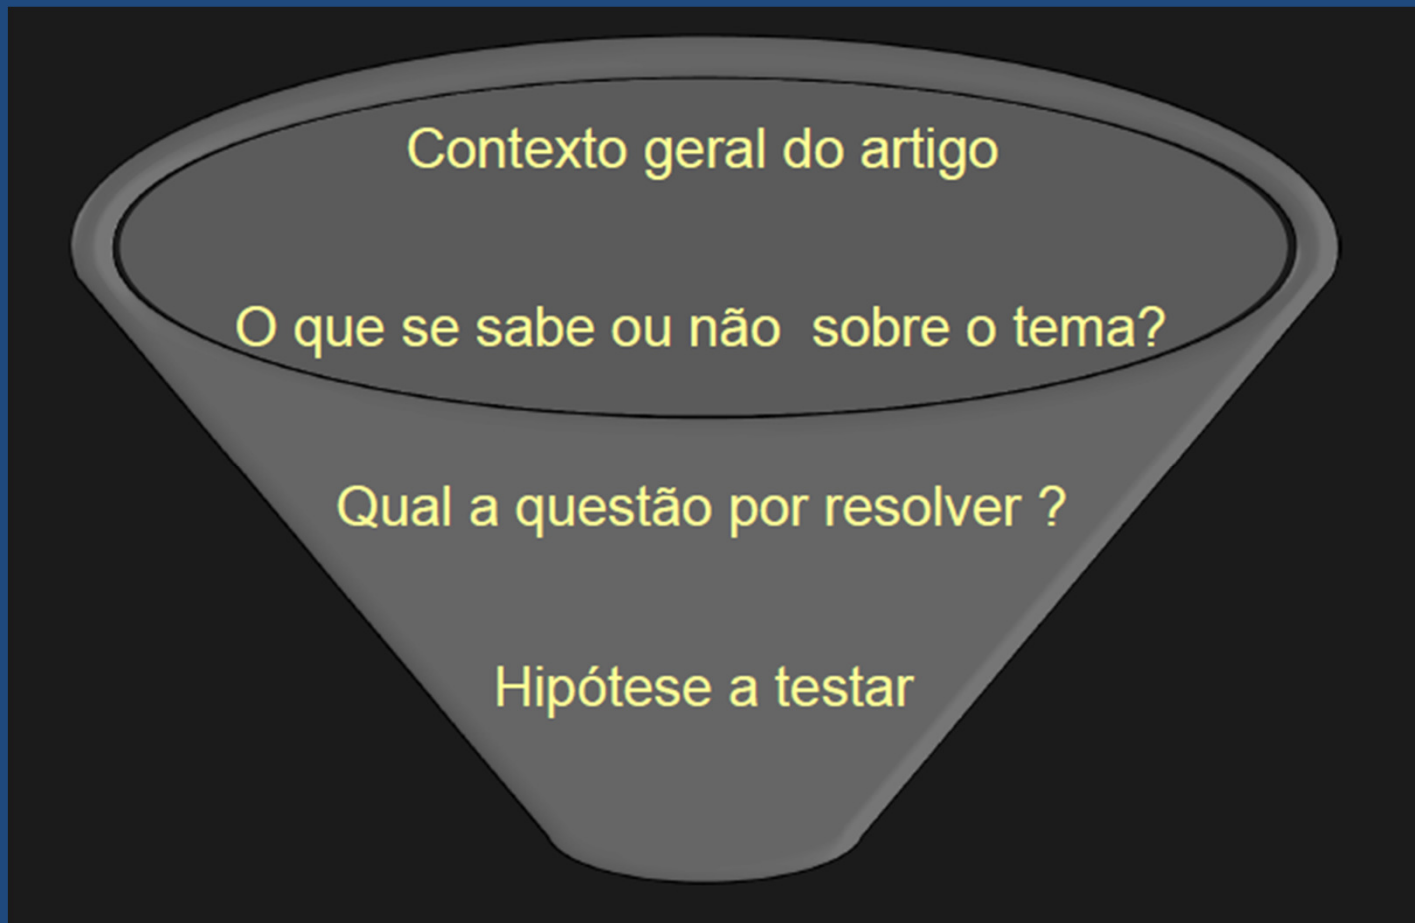 Contexto geral do artigo
O que se sabe ou não  sobre o tema?
Qual a questão por resolver ?
Hipótese a testar